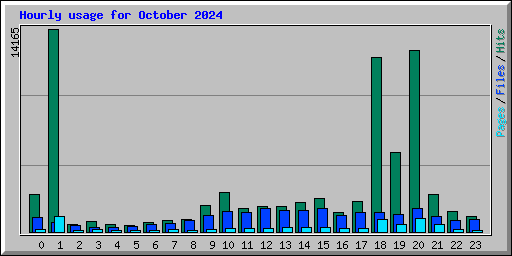 Hourly usage for October 2024
14165
Pages/Files/Hits
0 1 2 3 4 5 6 7 8 9 10 11 12 13 14 15 16 17 18 19 20 21 22 23